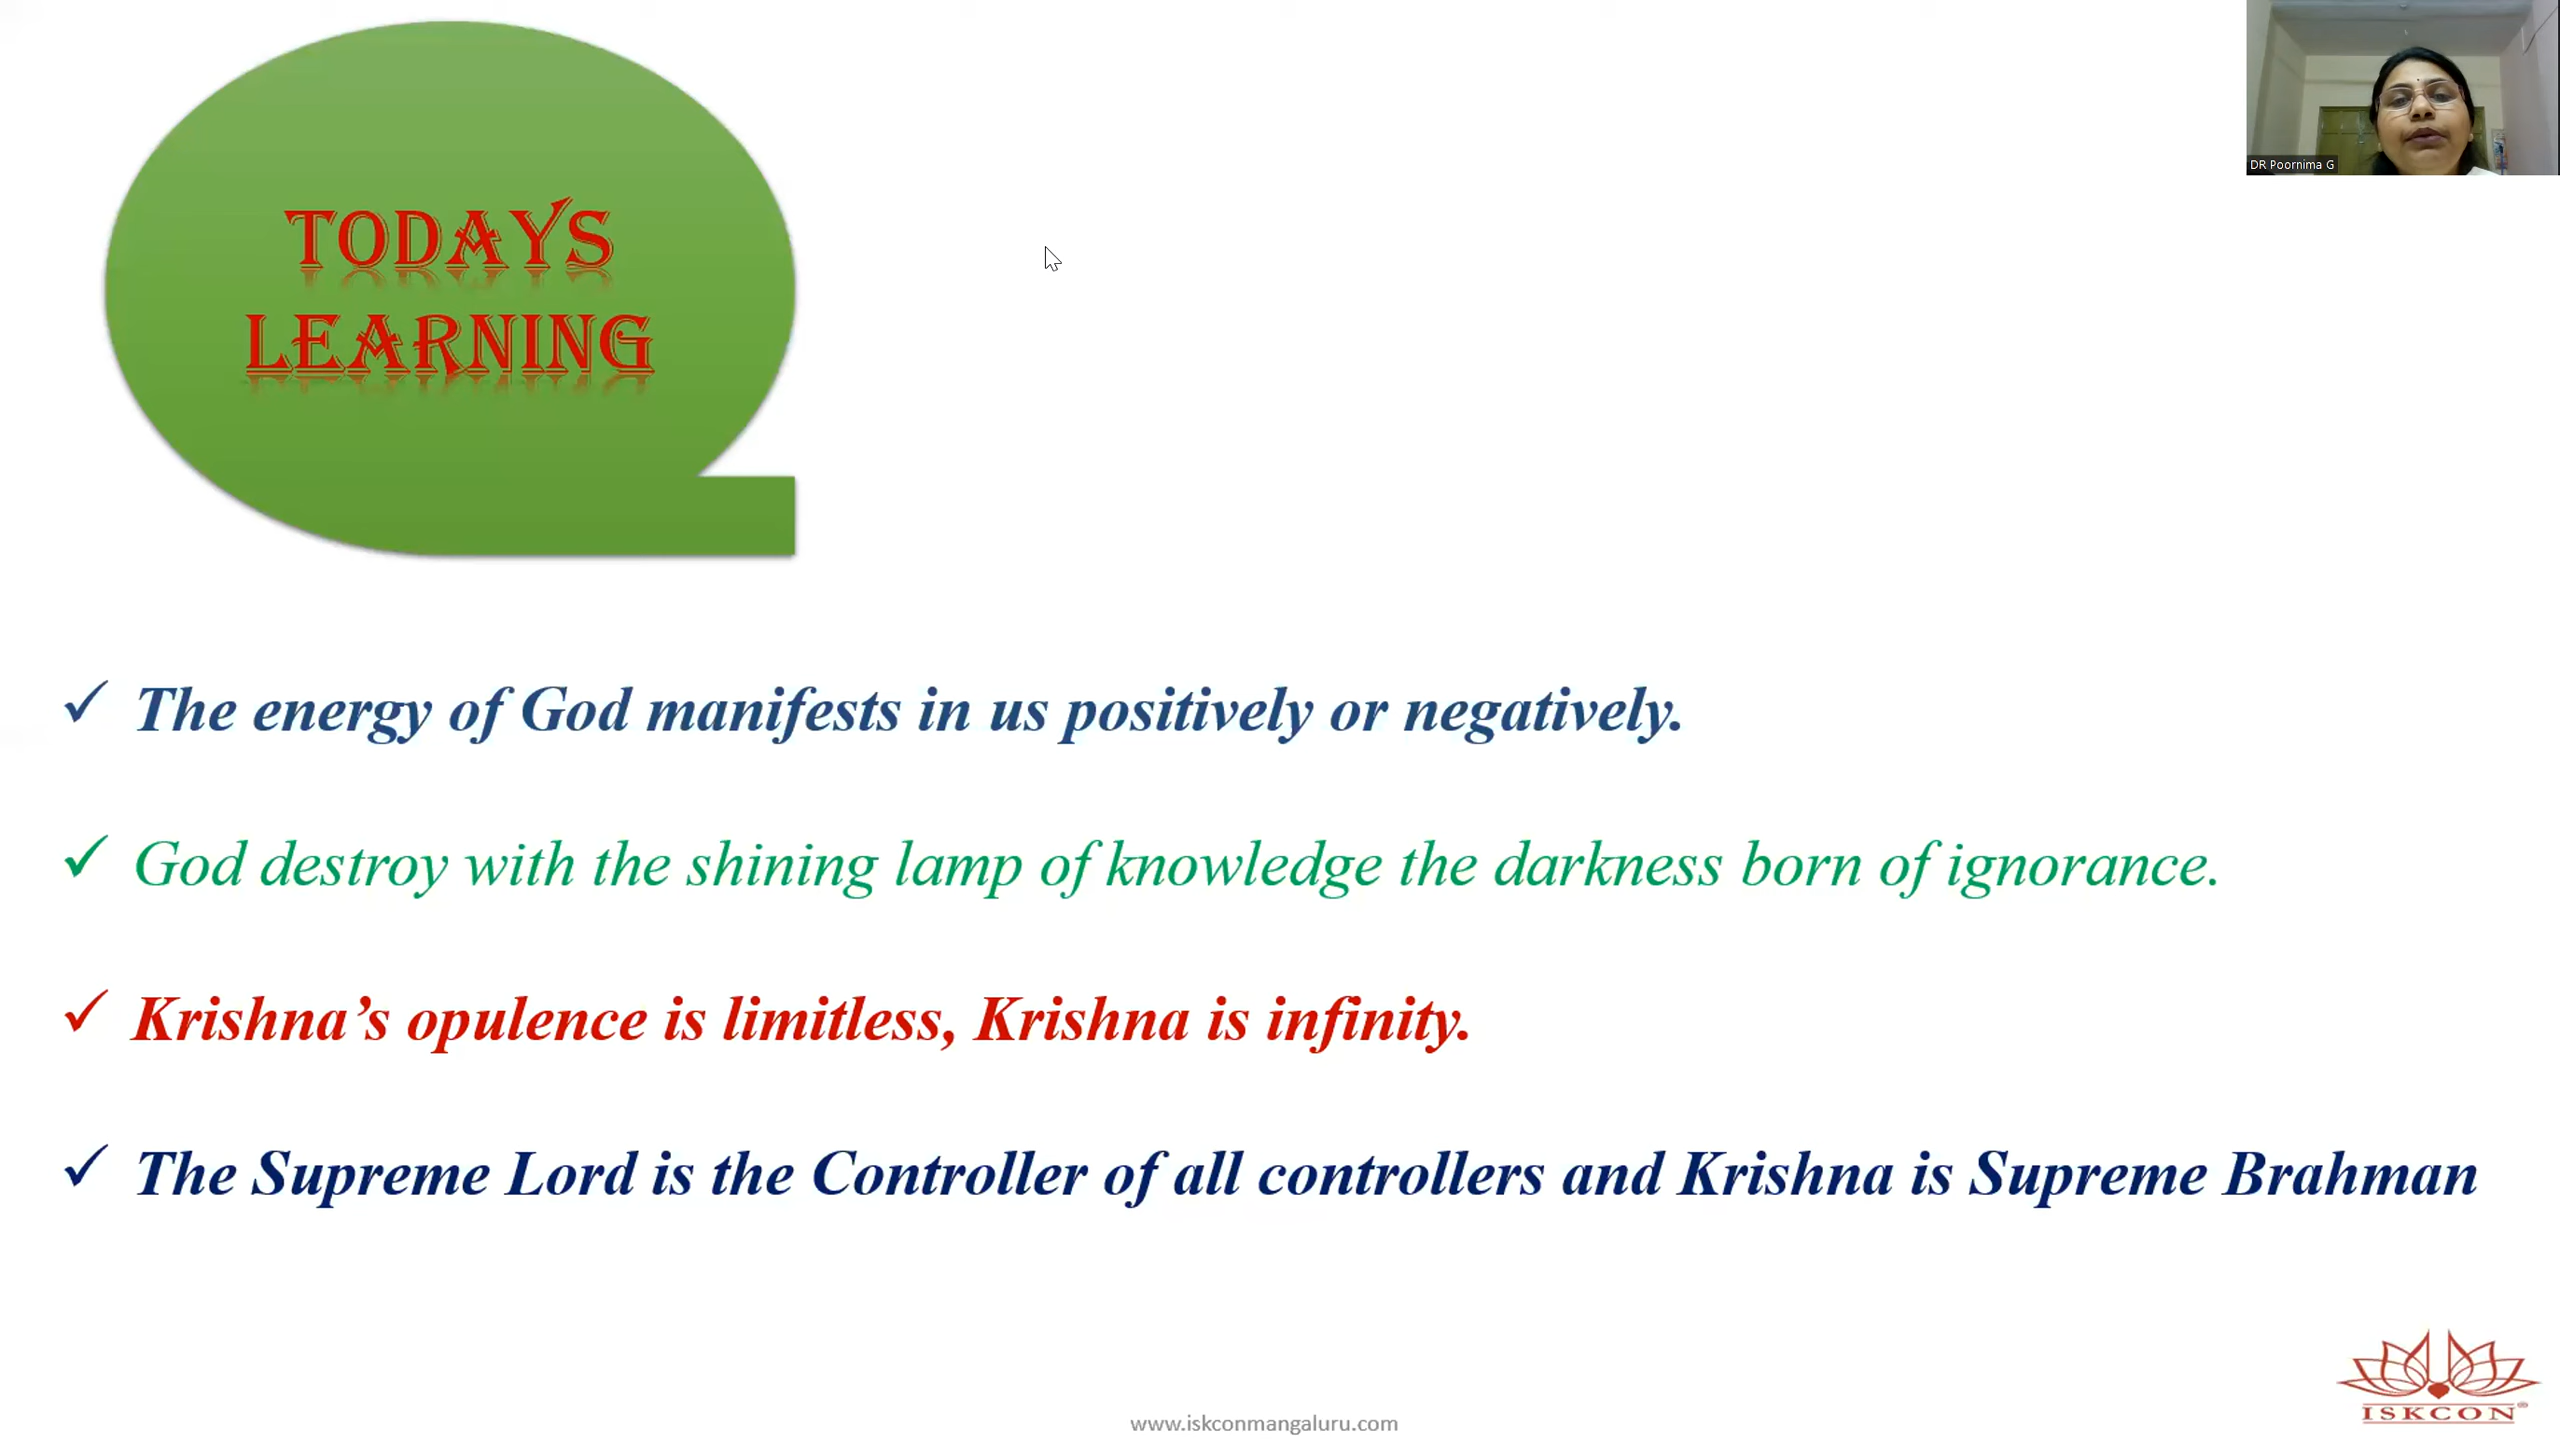 TODAYS
LEARNING
DR Poornima G
✓ The energy of God manifests in us positively or negatively.
✓ God destroy with the shining lamp of knowledge the darkness born of ignorance.
✓ Krishna’s opulence is limitless, Krishna is infinity.
✓ The Supreme Lord is the Controller of all controllers and Krishna is Supreme Brahman
ISKCON®
www.iskconmangaluru.com